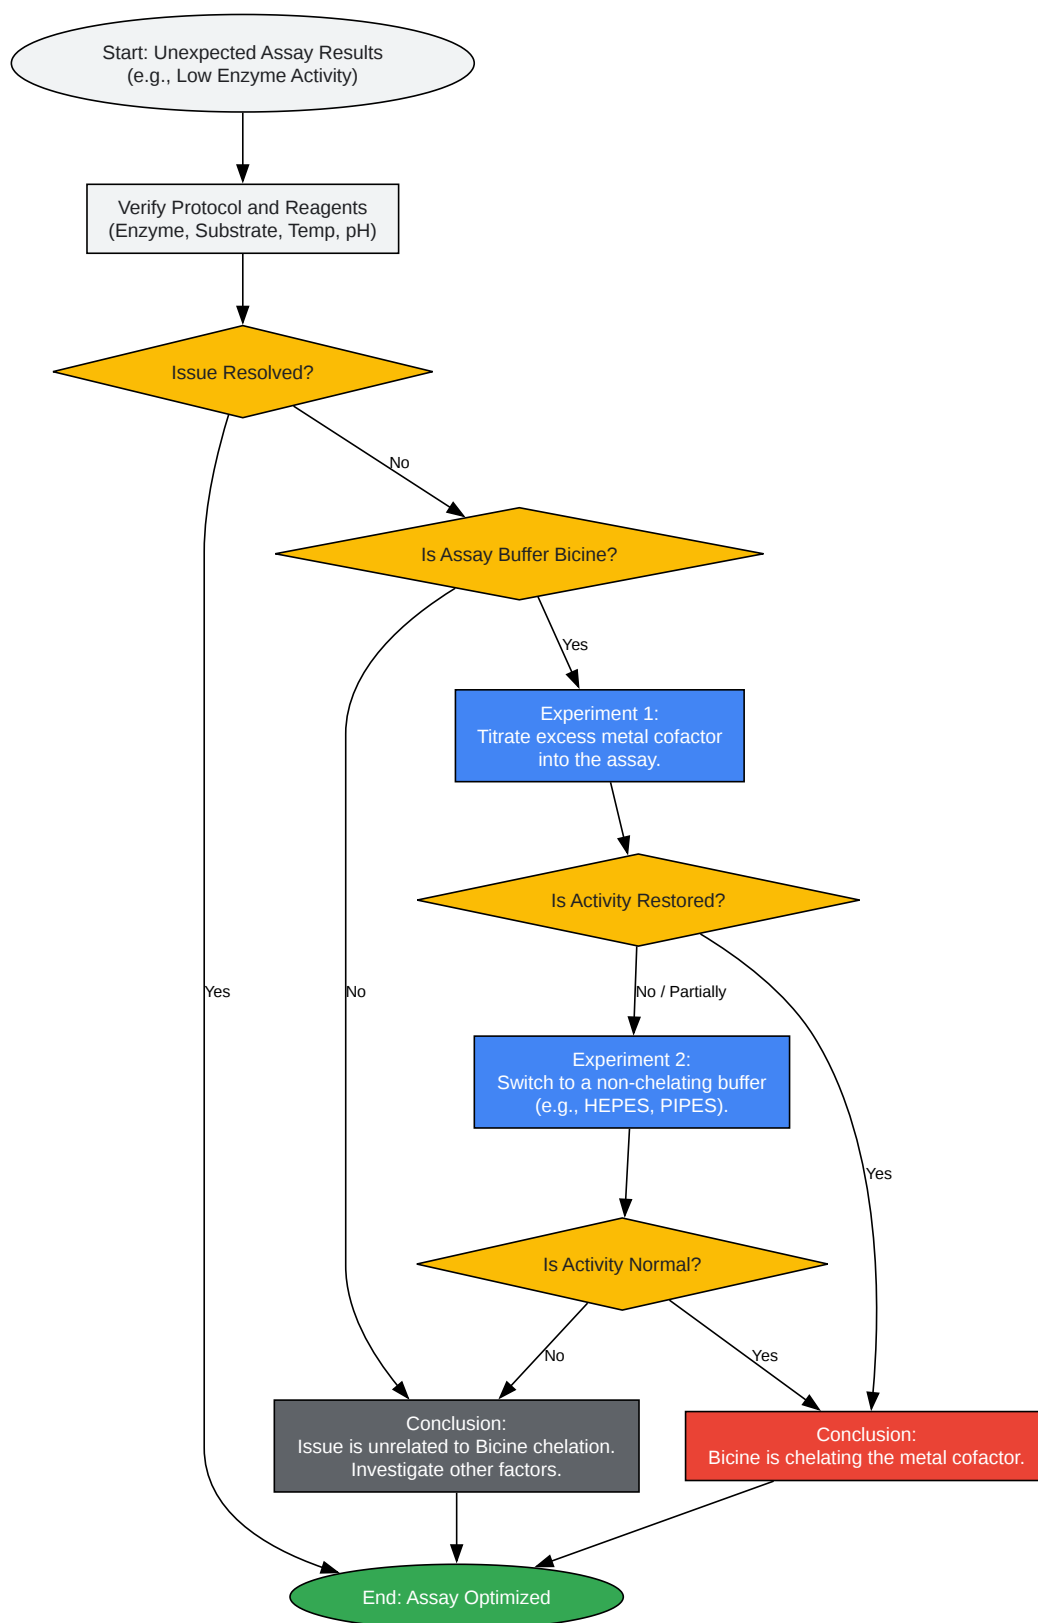 Start: Unexpected Assay Results
(e.g., Low Enzyme Activity)
Verify Protocol and Reagents
(Enzyme, Substrate, Temp, pH)
Issue Resolved?
No
Is Assay Buffer Bicine?
Yes
Experiment 1:
Titrate excess metal cofactor
into the assay.
Is Activity Restored?
Yes
No
No / Partially
Experiment 2:
Switch to a non-chelating buffer
(e.g., HEPES, PIPES).
Yes
Is Activity Normal?
No
Yes
Conclusion:
Issue is unrelated to Bicine chelation.
Investigate other factors.
Conclusion:
Bicine is chelating the metal cofactor.
End: Assay Optimized